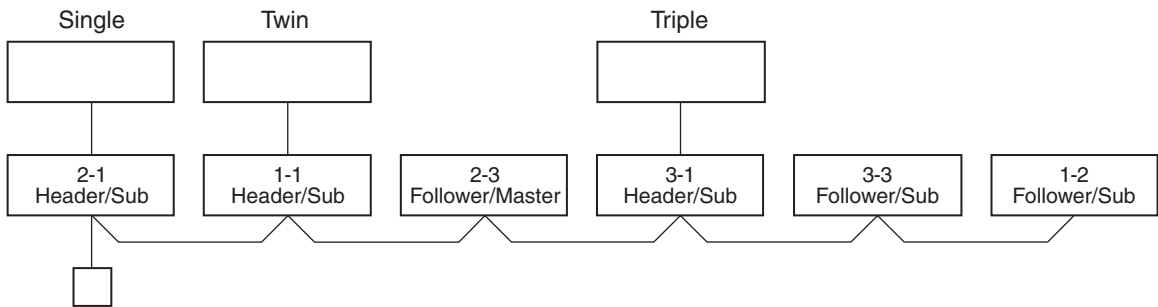 Single
Twin
Triple
2-1
Header/Sub
1-1
Header/Sub
2-3
Follower/Master
3-1
Header/Sub
3-3
Follower/Sub
1-2
Follower/Sub